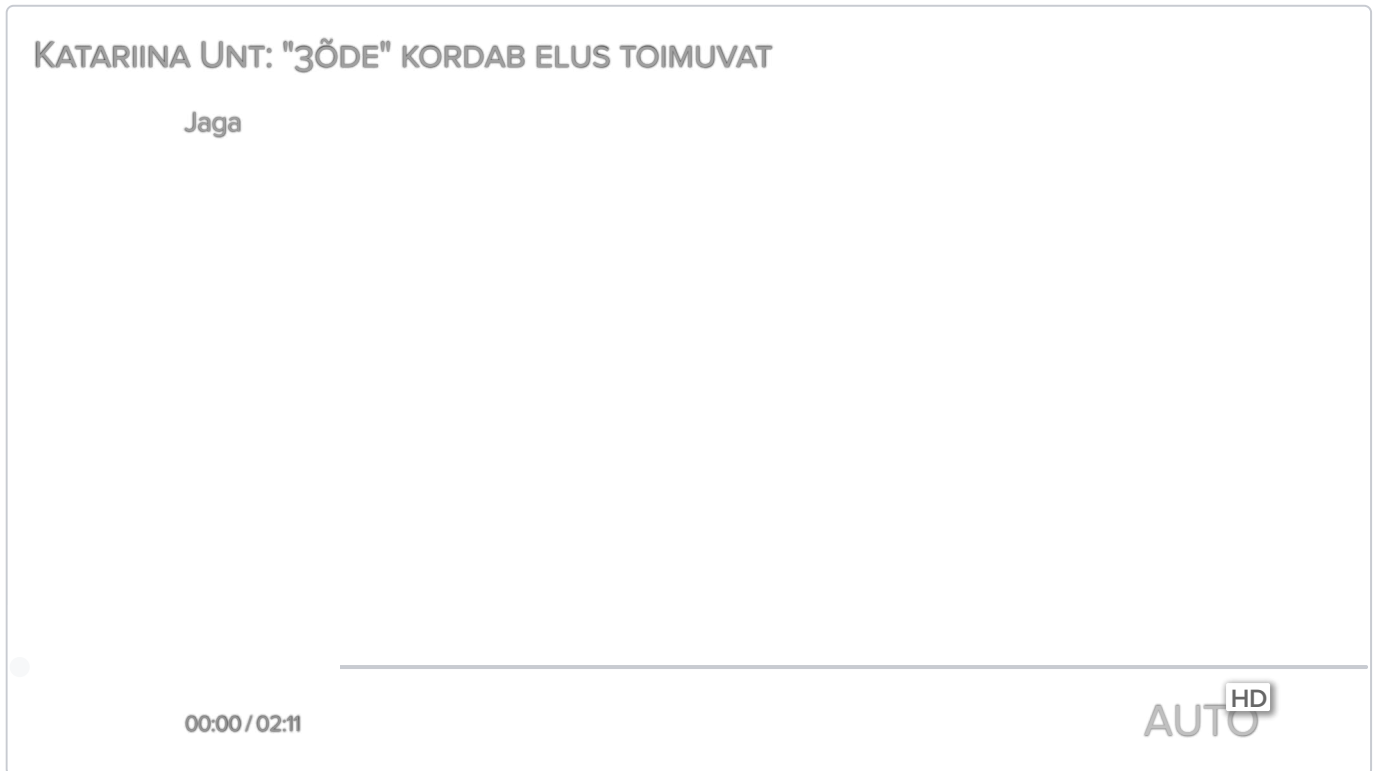 Katariina Unt: "3õde" kordab elus toimuvat
Jaga
00:00 / 02:11
AUTO
HD